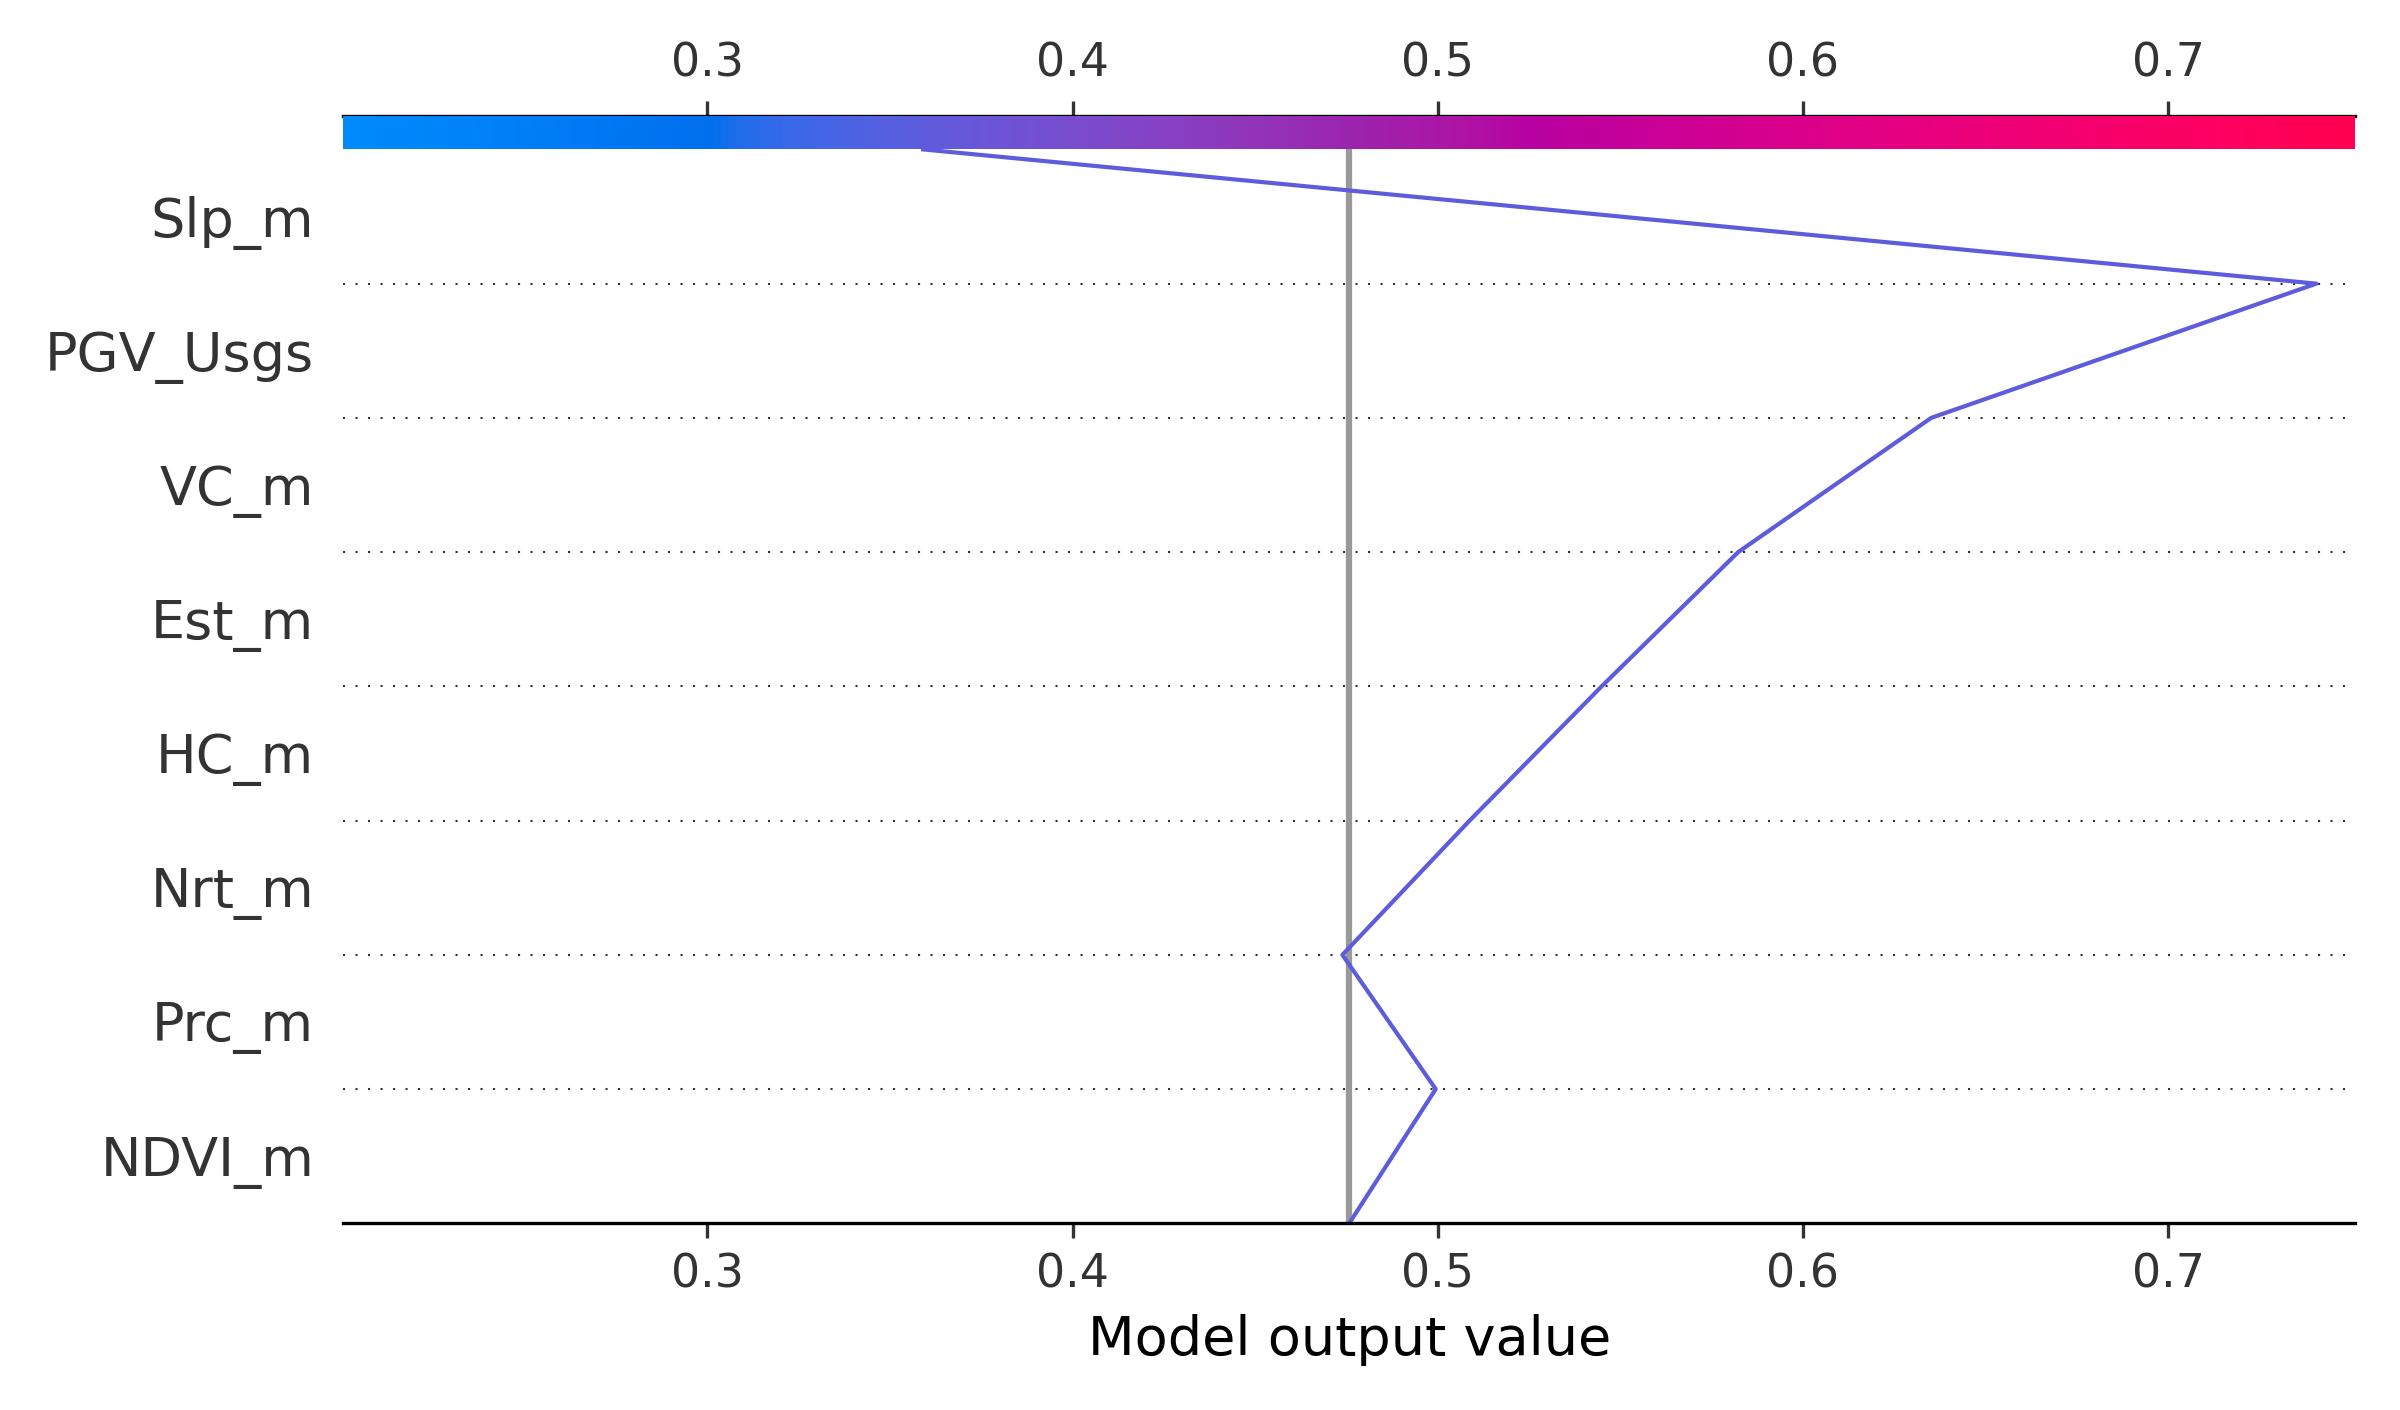 0.3 0.4 0.5 0.6 0.7
Slp_m
PGV_Usgs
VC_m
Est_m
HC_m
Nrt_m
Prc_m
NDVI_m
0.3 0.4 0.5 0.6 0.7
Model output value